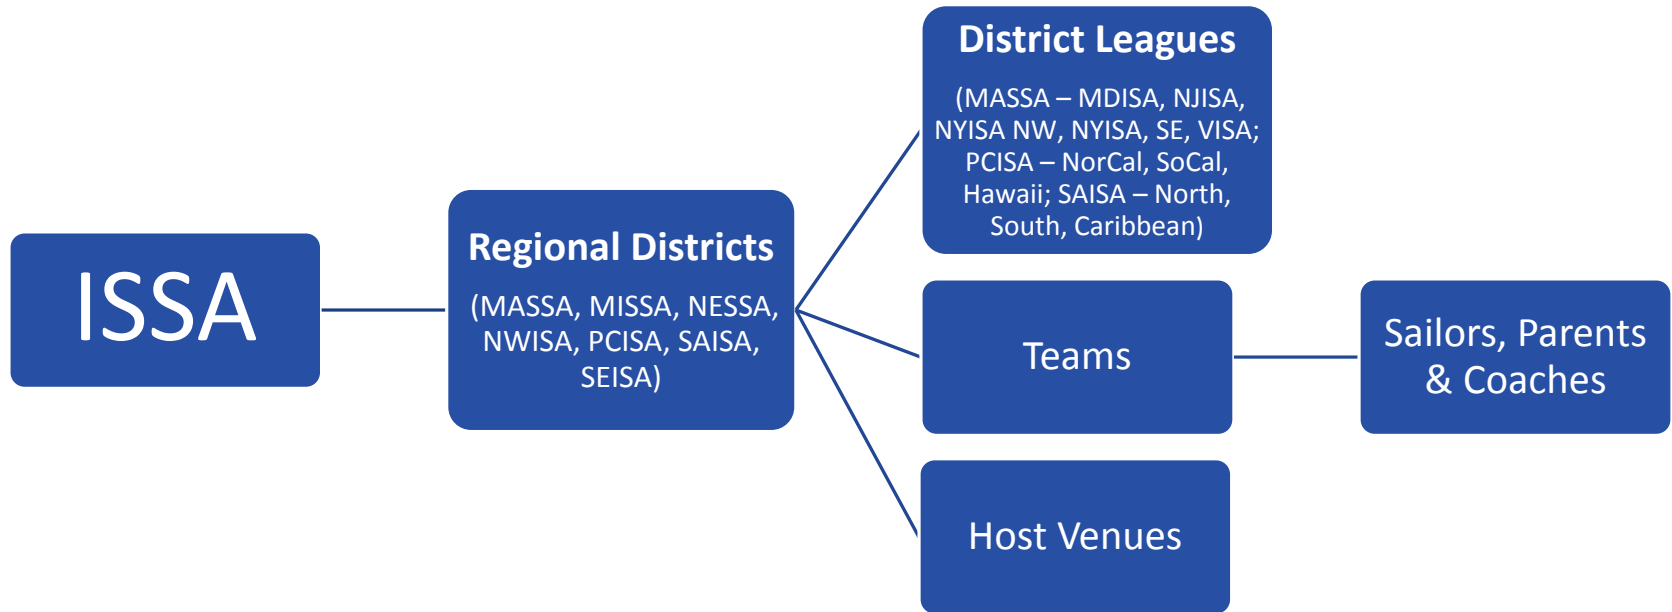 ISSA
Regional Districts
(MASSA, MISSA, NESSA,
NWISA, PCISA, SAISA,
SEISA)
District Leagues
(MASSA – MDISA, NJISA,
NYISA NW, NYISA, SE, VISA;
PCISA – NorCal, SoCal,
Hawaii; SAISA – North,
South, Caribbean)
Teams
Sailors, Parents
& Coaches
Host Venues